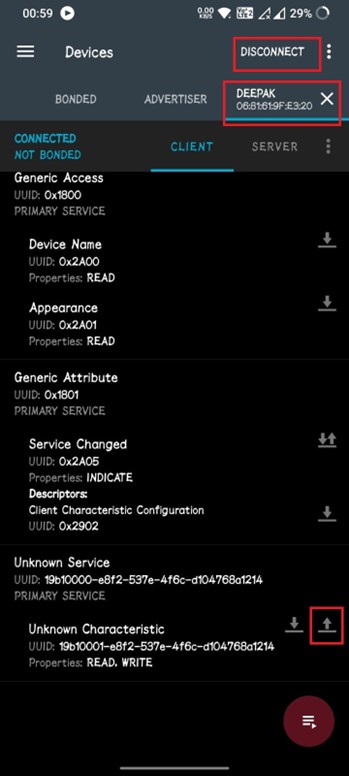 00:59 0.00 KB/S 29%
Devices DISCONNECT
BONDED ADVERTISER DEEPAK
06:81:61:9F:E3:20
CONNECTED
NOT BONDED
CLIENT SERVER
Generic Access
UUID: 0x1800
PRIMARY SERVICE
Device Name
UUID: 0x2A00
Properties: READ
Appearance
UUID: 0x2A01
Properties: READ
Generic Attribute
UUID: 0x1801
PRIMARY SERVICE
Service Changed
UUID: 0x2A05
Properties: INDICATE
Descriptors:
Client Characteristic Configuration
UUID: 0x2902
Unknown Service
UUID: 19b10000-e8f2-537e-4f6c-d104768a1214
PRIMARY SERVICE
Unknown Characteristic
UUID: 19b10001-e8f2-537e-4f6c-d104768a1214
Properties: READ, WRITE